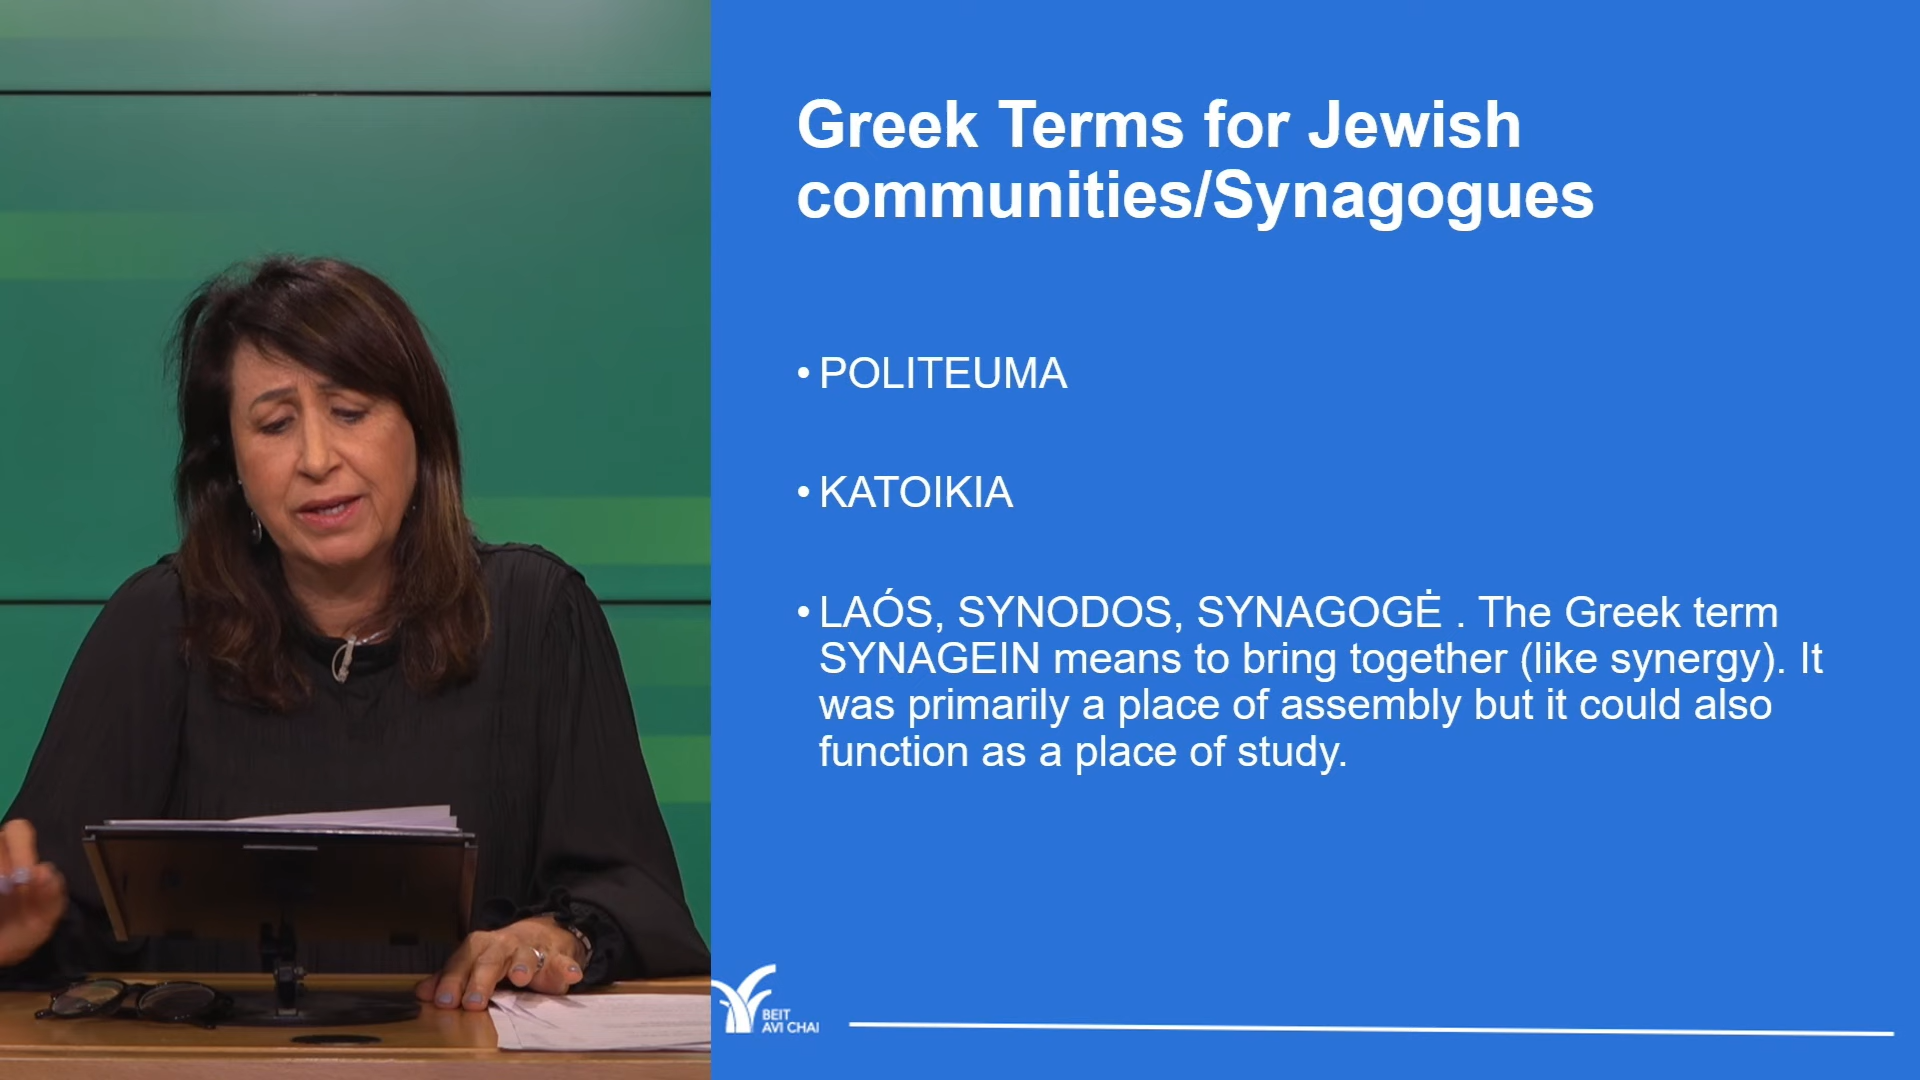 Greek Terms for Jewish
communities/Synagogues
• POLITEUMA
• KATOIKIA
• LAÓS, SYNODOS, SYNAGOGĖ . The Greek term
SYNAGEIN means to bring together (like synergy). It
was primarily a place of assembly but it could also
function as a place of study.
BEIT
AVI CHAI